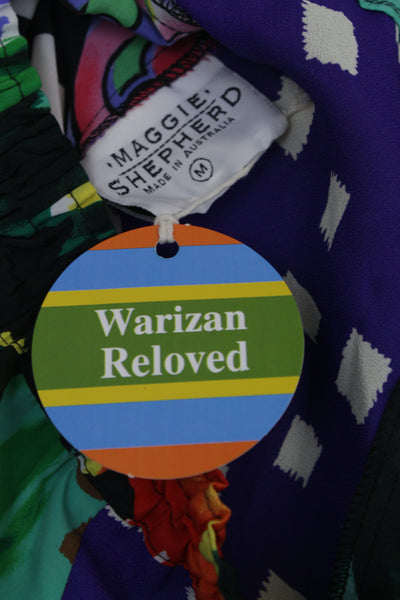 'MAGGIE'
SHEPHERD
MADE IN AUSTRALIA
M
Warizan
Reloved